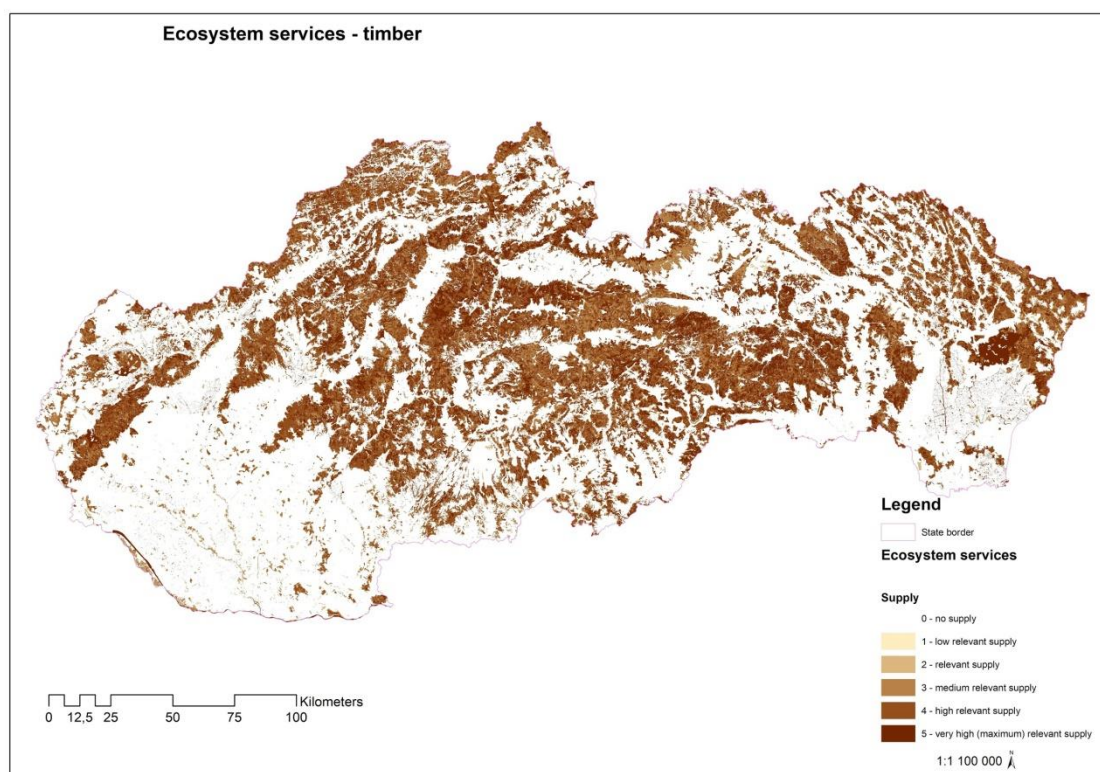 Ecosystem services - timber
Legend
State border
Ecosystem services
Supply
0 - no supply
1 - low relevant supply
2 - relevant supply
3 - medium relevant supply
4 - high relevant supply
5 - very high (maximum) relevant supply
Kilometers
0 12,5 25 50 75 100
1:1 100 000 N